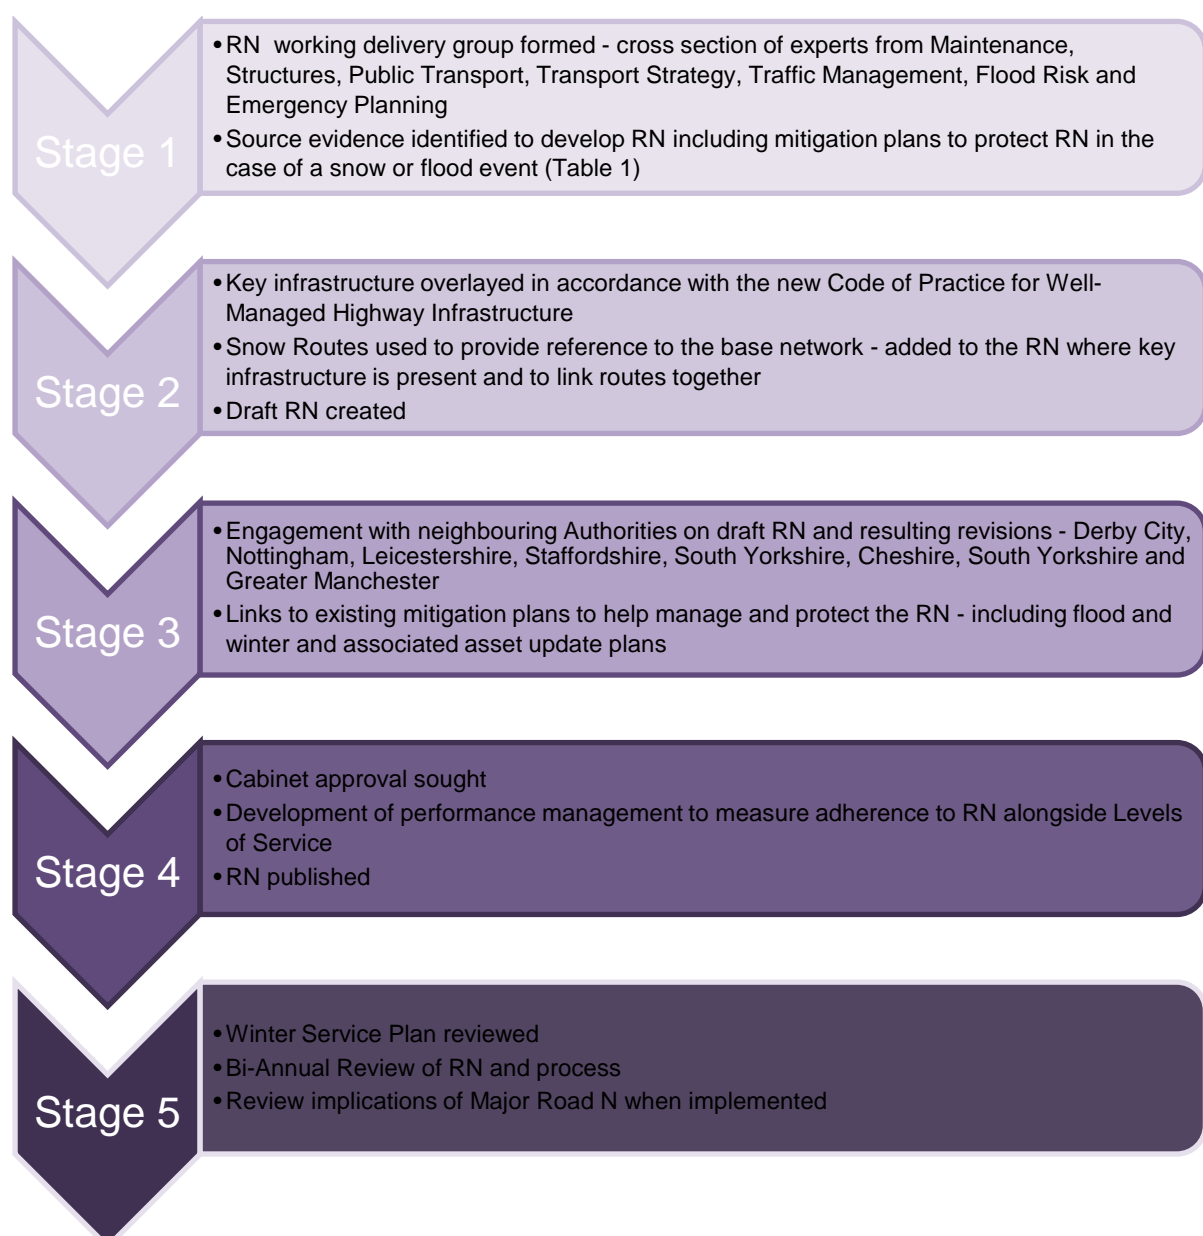 Stage 1
•RN working delivery group formed - cross section of experts from Maintenance,
Structures, Public Transport, Transport Strategy, Traffic Management, Flood Risk and
Emergency Planning
•Source evidence identified to develop RN including mitigation plans to protect RN in the
case of a snow or flood event (Table 1)
Stage 2
•Key infrastructure overlayed in accordance with the new Code of Practice for Well-
Managed Highway Infrastructure
•Snow Routes used to provide reference to the base network - added to the RN where key
infrastructure is present and to link routes together
•Draft RN created
Stage 3
•Engagement with neighbouring Authorities on draft RN and resulting revisions - Derby City,
Nottingham, Leicestershire, Staffordshire, South Yorkshire, Cheshire, South Yorkshire and
Greater Manchester
•Links to existing mitigation plans to help manage and protect the RN - including flood and
winter and associated asset update plans
Stage 4
•Cabinet approval sought
•Development of performance management to measure adherence to RN alongside Levels
of Service
•RN published
Stage 5
•Winter Service Plan reviewed
•Bi-Annual Review of RN and process
•Review implications of Major Road N when implemented